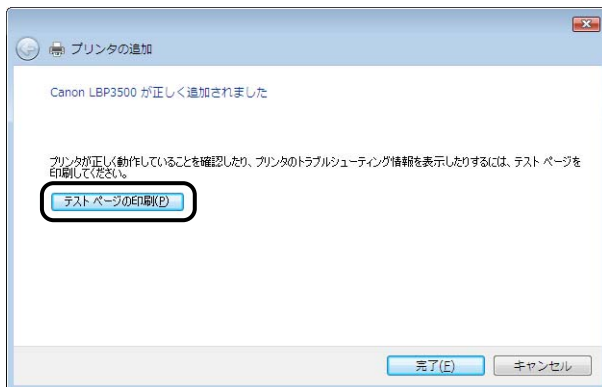 プリンタの追加
Canon LBP3500 が正しく追加されました
プリンタが正しく動作していることを確認したり、プリンタのトラブルシューティング情報を表示したりするには、テスト ページを
印刷してください。
テスト ページの印刷(P)
完了(F) キャンセル